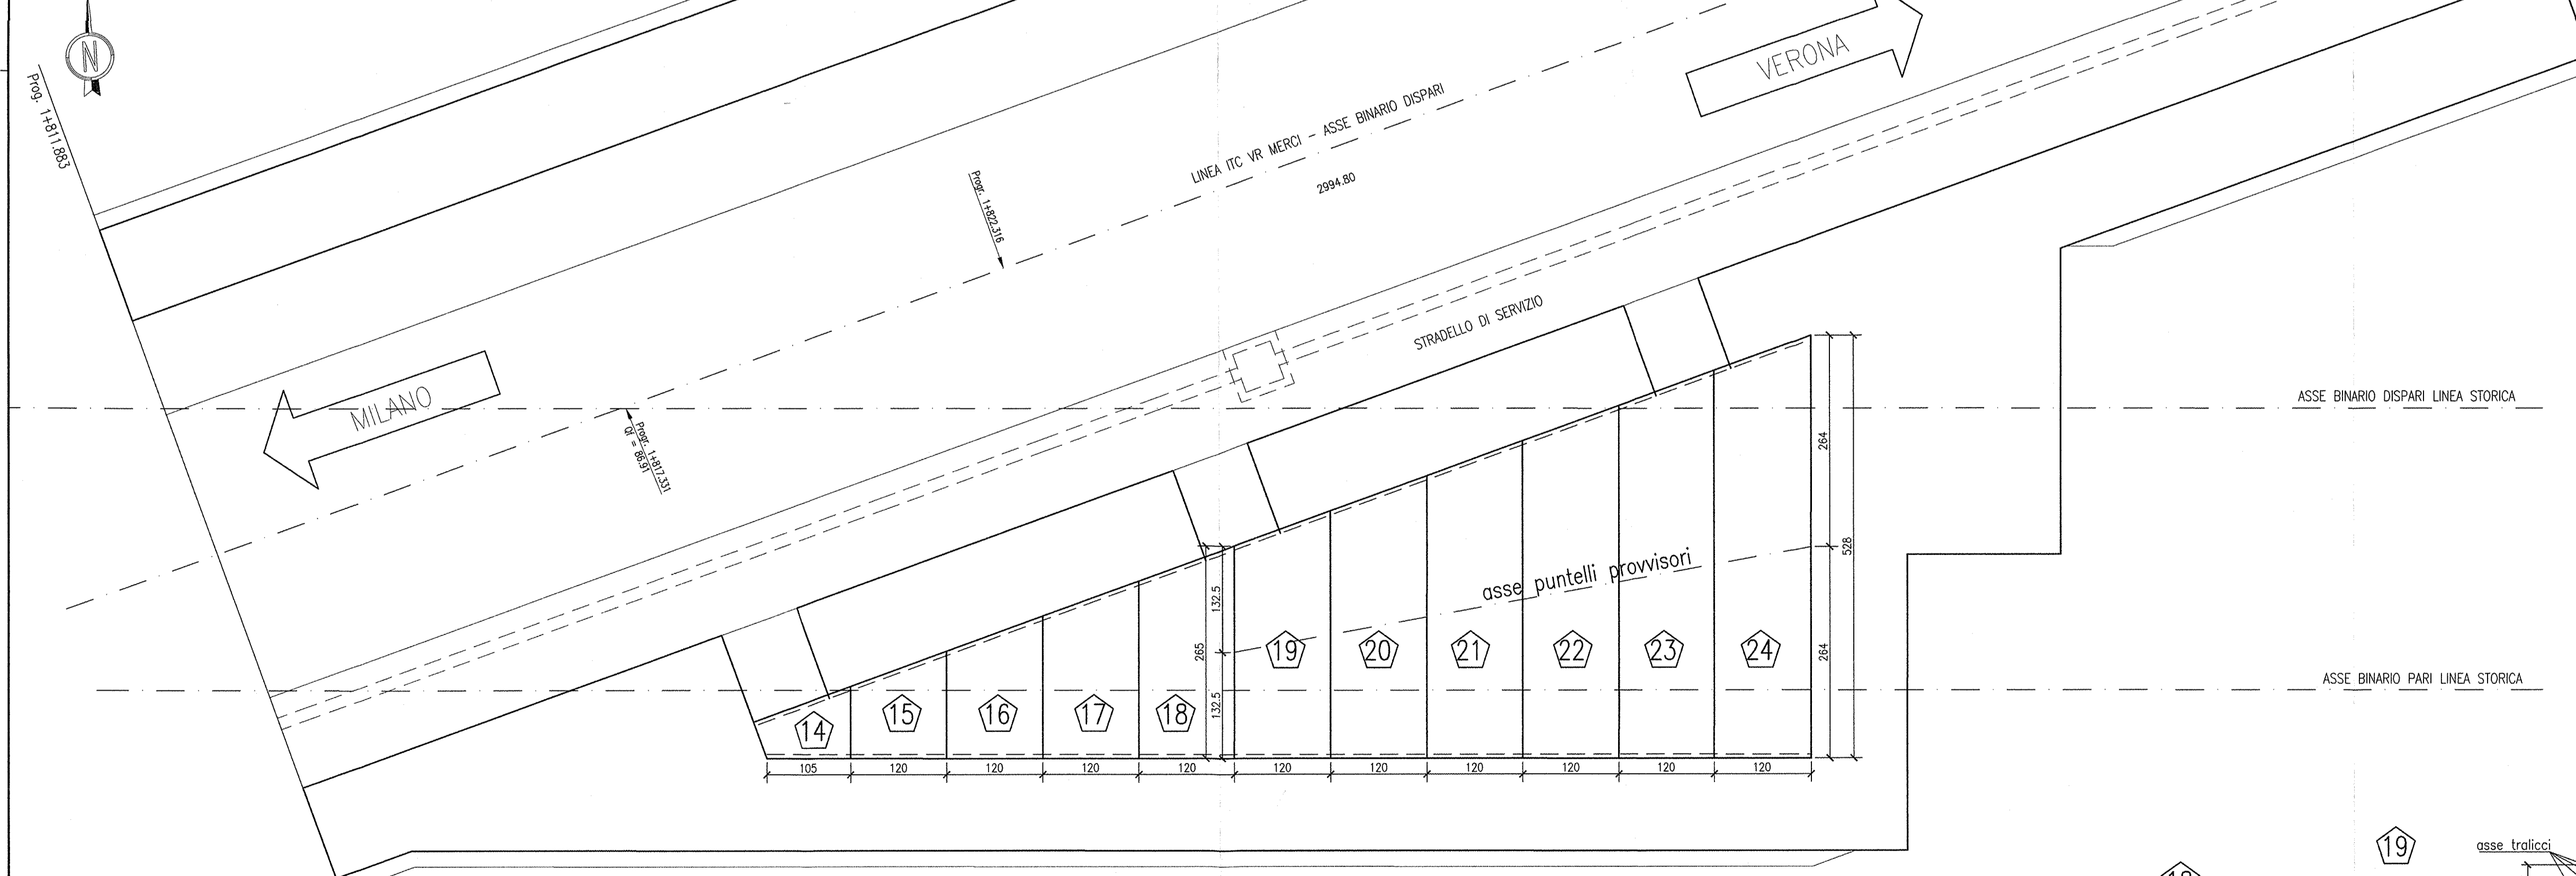 N
Prog. 1+811.883
VERONA
LINEA ITC VR MERCI - ASSE BINARIO DISPARI
2994.80
Progr. 1+822.316
STRADELLO DI SERVIZIO
MILANO
Progr. 1+817.331
Qf = 86.91
ASSE BINARIO DISPARI LINEA STORICA
264
528
264
asse puntelli provvisori
132.5
265
132.5
ASSE BINARIO PARI LINEA STORICA
14
15
16
17
18
19
20
21
22
23
24
105
120
120
120
120
120
120
120
120
120
120
19
asse tralicci